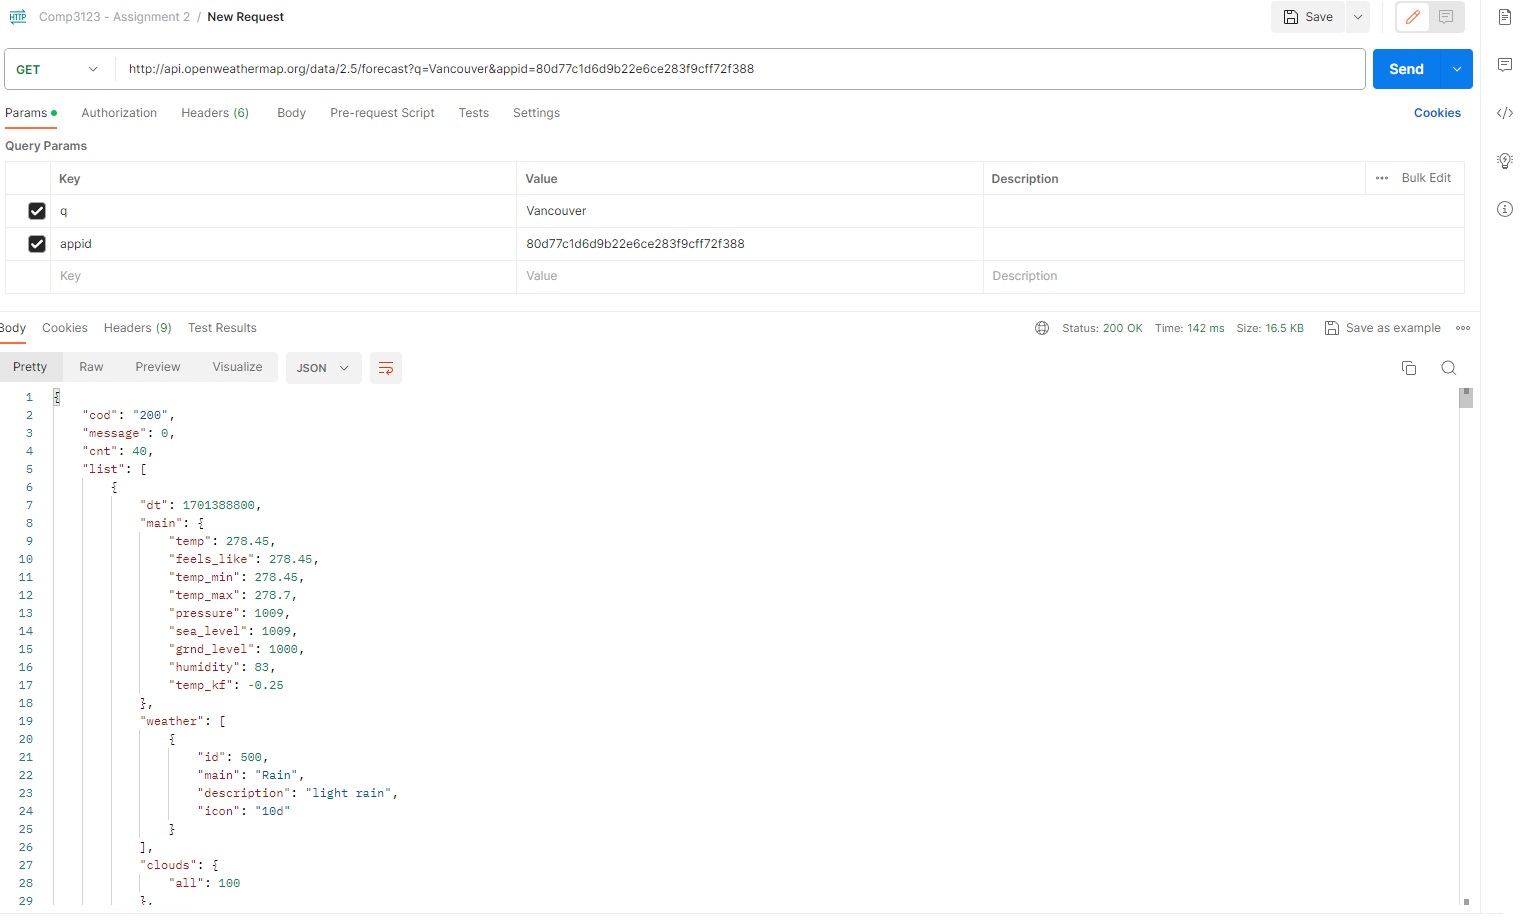 HTTP Comp3123 - Assignment 2 / New Request Save
GET http://api.openweathermap.org/data/2.5/forecast?q=Vancouver&appid=80d77c1d6d9b22e6ce283f9cff72f388 Send
Params Authorization Headers (6) Body Pre-request Script Tests Settings Cookies
Query Params
Key Value Description ••• Bulk Edit
q Vancouver
appid 80d77c1d6d9b22e6ce283f9cff72f388
Key Value Description
Body Cookies Headers (9) Test Results Status: 200 OK Time: 142 ms Size: 16.5 KB Save as example
Pretty Raw Preview Visualize JSON
1 {
2 "cod": "200",
3 "message": 0,
4 "cnt": 40,
5 "list": [
6 {
7 "dt": 1701388800,
8 "main": {
9 "temp": 278.45,
10 "feels_like": 278.45,
11 "temp_min": 278.45,
12 "temp_max": 278.7,
13 "pressure": 1009,
14 "sea_level": 1009,
15 "grnd_level": 1000,
16 "humidity": 83,
17 "temp_kf": -0.25
18 },
19 "weather": [
20 {
21 "id": 500,
22 "main": "Rain",
23 "description": "light rain",
24 "icon": "10d"
25 }
26 ],
27 "clouds": {
28 "all": 100
29 },